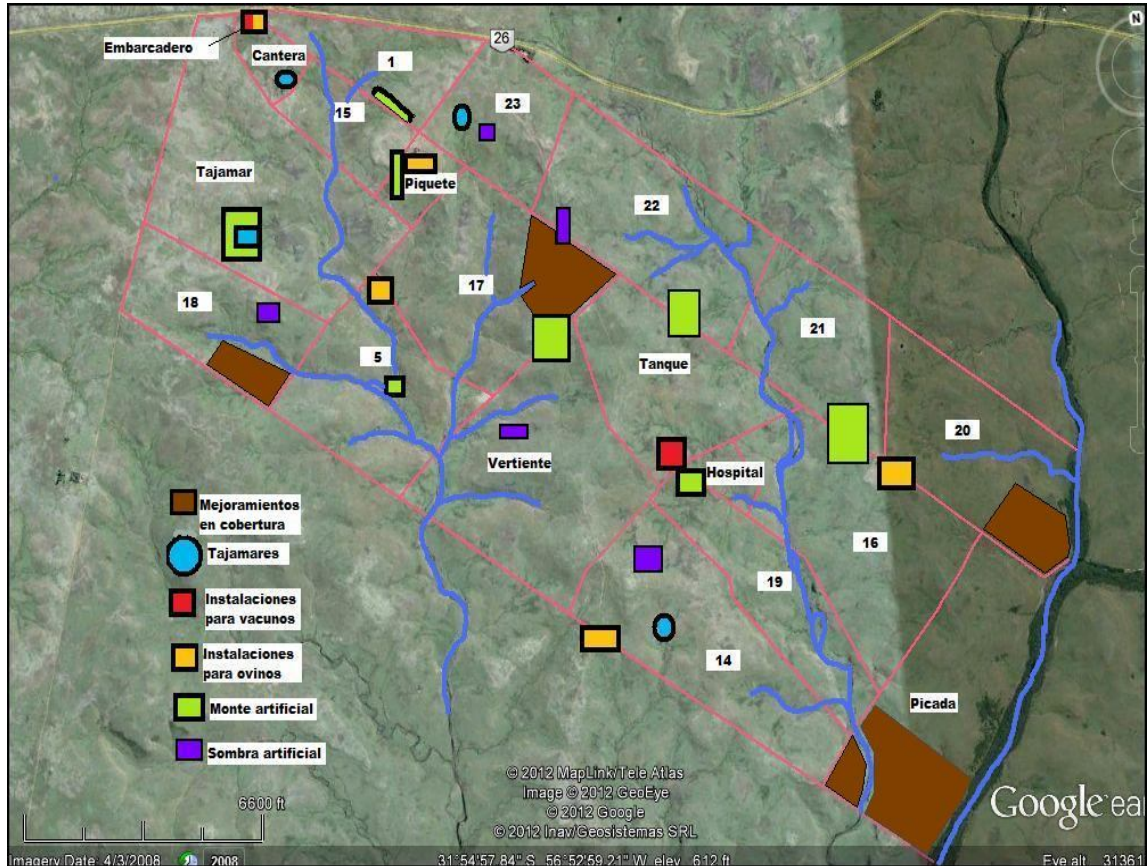 26
N
Embarcadero
Cantera
1
23
15
Tajamar
Piquete
22
17
18
21
Tanque
5
20
Vertiente
Hospital
Mejoramientos
en cobertura
Tajamares
16
Instalaciones
para vacunos
19
Instalaciones
para ovinos
14
Monte artificial
Picada
Sombra artificial
6600 ft
© 2012 MapLink/Tele Atlas
Image © 2012 GeoEye
© 2012 Google
© 2012 Inav/Geosistemas SRL
Google ea
Imagery Date: 4/3/2008
2008
31°54'57.84" S 56°52'59.21" W elev 612 ft
Eye alt 3136